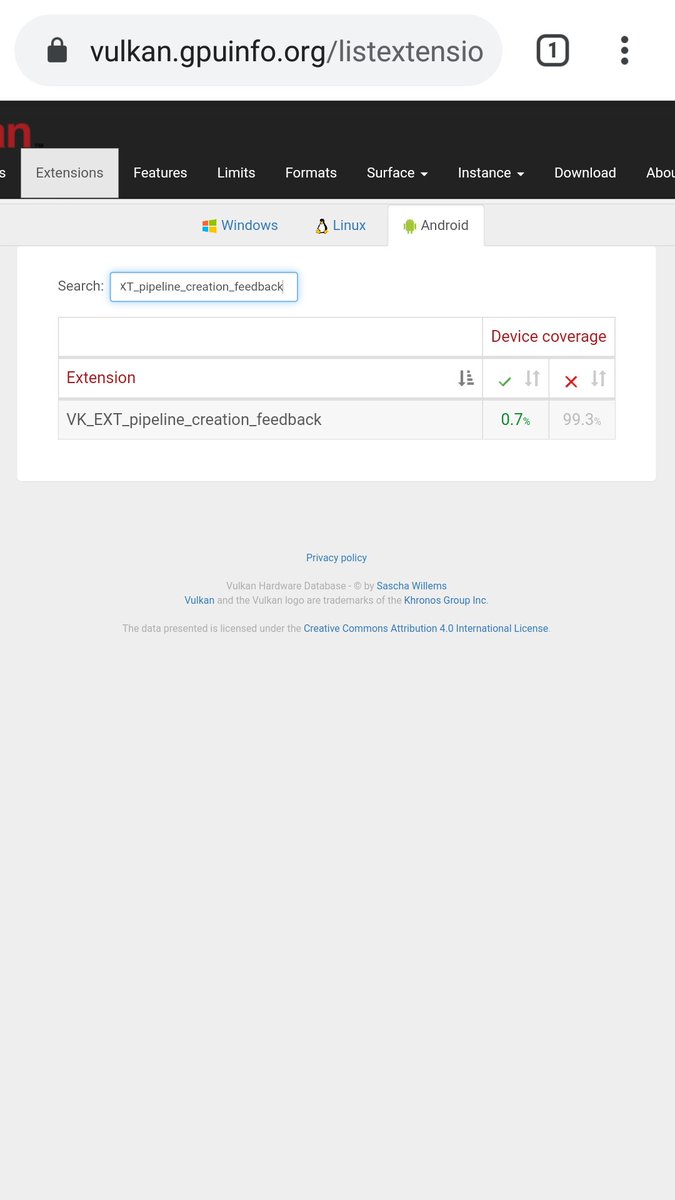 vulkan.gpuinfo.org/listextensio 1
an.
s Extensions Features Limits Formats Surface Instance Download Abou
Windows Linux Android
Search: XT_pipeline_creation_feedback
Device coverage
Extension
VK_EXT_pipeline_creation_feedback 0.7% 99.3%
Privacy policy
Vulkan Hardware Database - © by Sascha Willems
Vulkan and the Vulkan logo are trademarks of the Khronos Group Inc.
The data presented is licensed under the Creative Commons Attribution 4.0 International License.